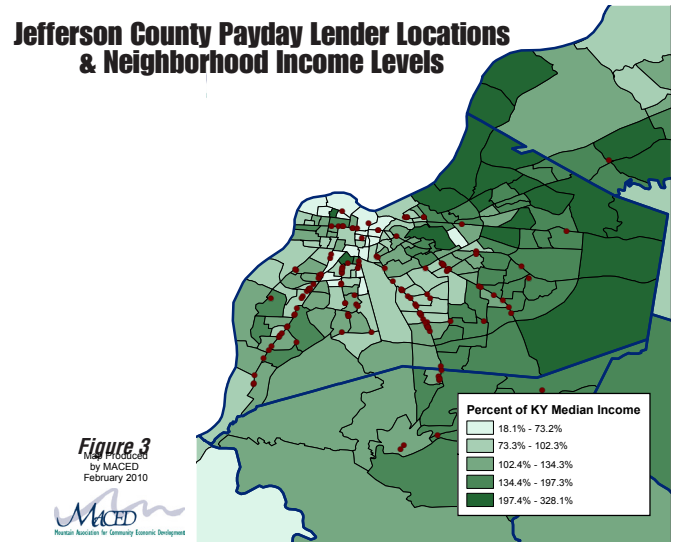 Jefferson County Payday Lender Locations
& Neighborhood Income Levels
Percent of KY Median Income
18.1% - 73.2%
73.3% - 102.3%
102.4% - 134.3%
134.4% - 197.3%
197.4% - 328.1%
Figure 3
Map Produced
by MACED
February 2010
MACED
Mountain Association for Community Economic Development